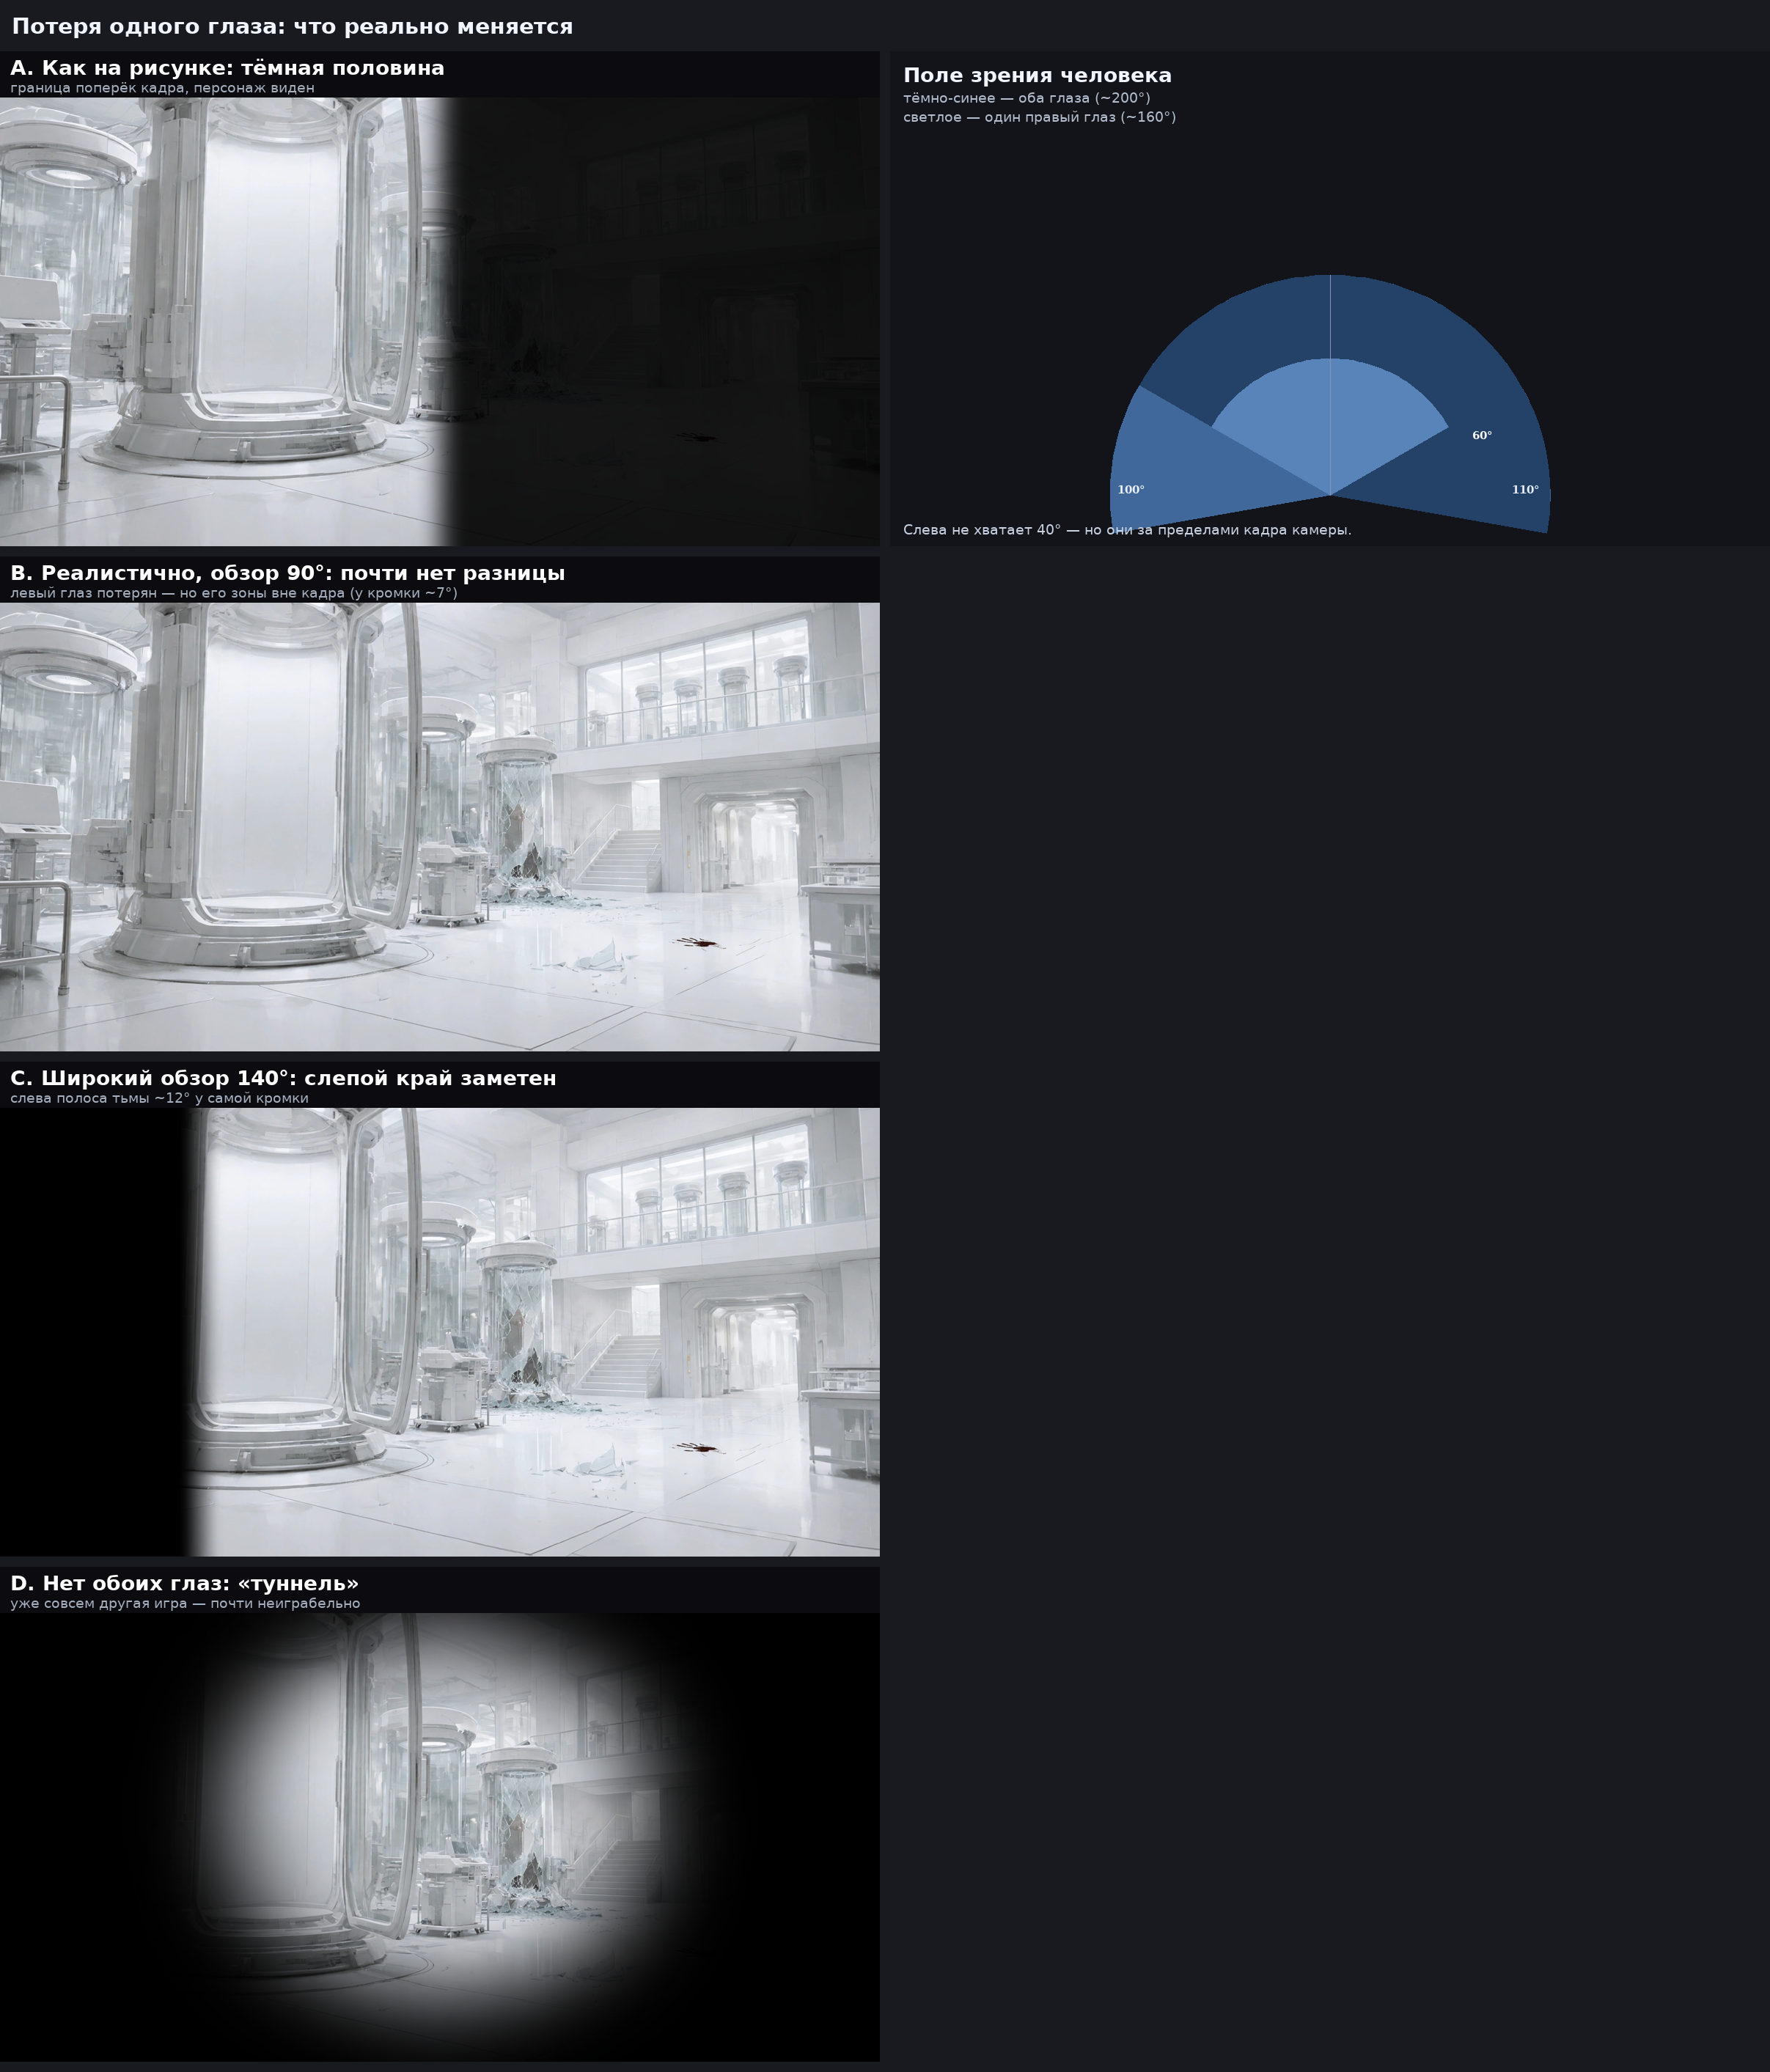 Потеря одного глаза: что реально меняется
A. Как на рисунке: тёмная половина
граница поперёк кадра, персонаж виден
Поле зрения человека
тёмно-синее — оба глаза (~200°)
светлое — один правый глаз (~160°)
60°
100°
110°
Слева не хватает 40° — но они за пределами кадра камеры.
B. Реалистично, обзор 90°: почти нет разницы
левый глаз потерян — но его зоны вне кадра (у кромки ~7°)
C. Широкий обзор 140°: слепой край заметен
слева полоса тьмы ~12° у самой кромки
D. Нет обоих глаз: «туннель»
уже совсем другая игра — почти неиграбельно